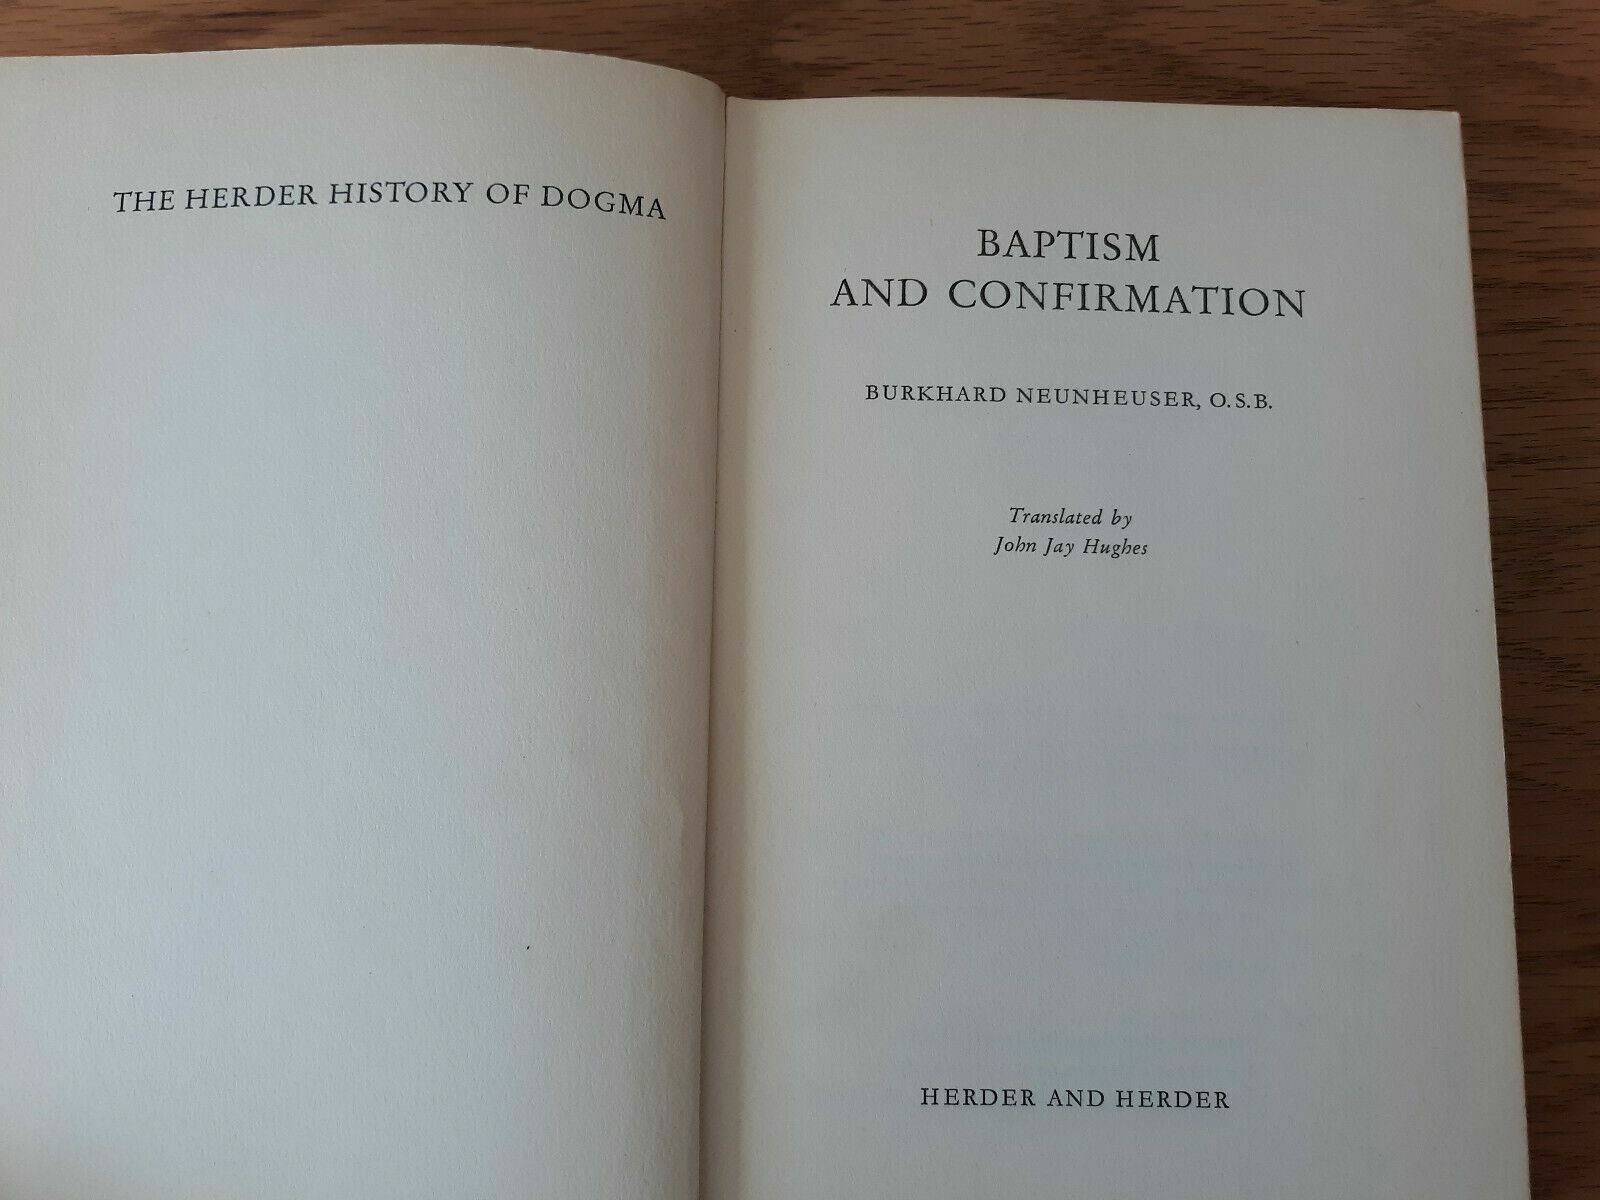 THE HERDER HISTORY OF DOGMA
BAPTISM
AND CONFIRMATION
BURKHARD NEUNHEUSER, O.S.B.
Translated by
John Jay Hughes
HERDER AND HERDER